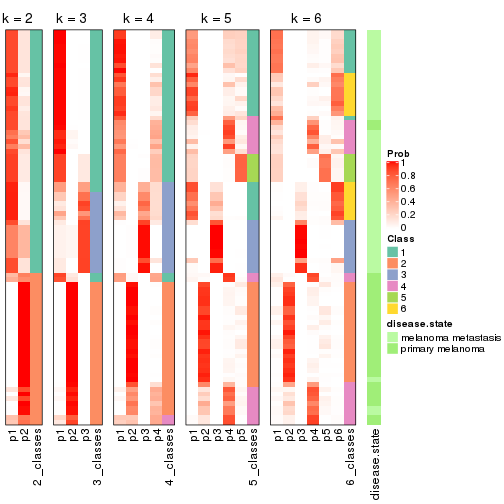 k = 2 k = 3 k = 4 k = 5 k = 6
Prob
1
0.8
0.6
0.4
0.2
0
Class
1
2
3
4
5
6
disease.state
melanoma metastasis
primary melanoma
p1 p2 2_classes p1 p2 p3 3_classes p1 p2 p3 p4 4_classes p1 p2 p3 p4 p5 5_classes p1 p2 p3 p4 p5 p6 6_classes disease.state